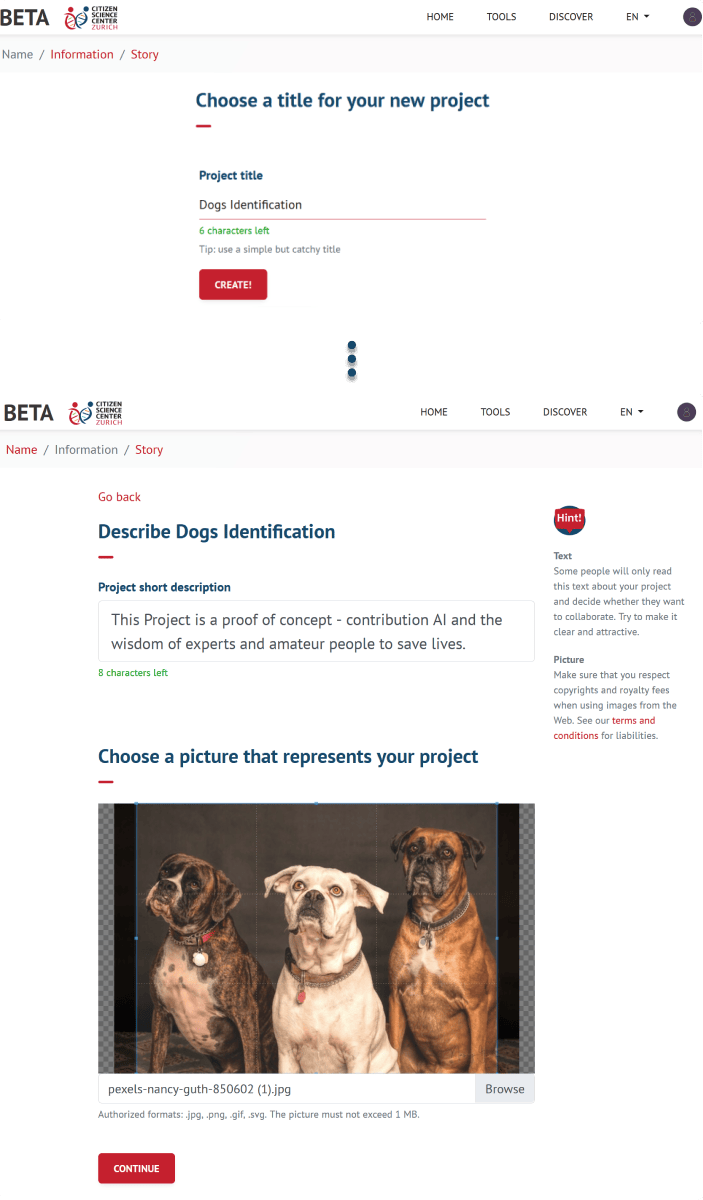 BETA
CITIZEN
SCIENCE
CENTER
ZURICH
HOME TOOLS DISCOVER EN
Name / Information / Story
Choose a title for your new project
Project title
Dogs Identification
6 characters left
Tip: use a simple but catchy title
CREATE!
BETA
CITIZEN
SCIENCE
CENTER
ZURICH
HOME TOOLS DISCOVER EN
Name / Information / Story
Go back
Describe Dogs Identification
Project short description
This Project is a proof of concept - contribution AI and the
wisdom of experts and amateur people to save lives.
8 characters left
Hint!
Text
Some people will only read
this text about your project
and decide whether they want
to collaborate. Try to make it
clear and attractive.
Picture
Make sure that you respect
copyrights and royalty fees
when using images from the
Web. See our terms and
conditions for liabilities.
Choose a picture that represents your project
pexels-nancy-guth-850602 (1).jpg Browse
Authorized formats: .jpg, .png, .gif, .svg. The picture must not exceed 1 MB.
CONTINUE